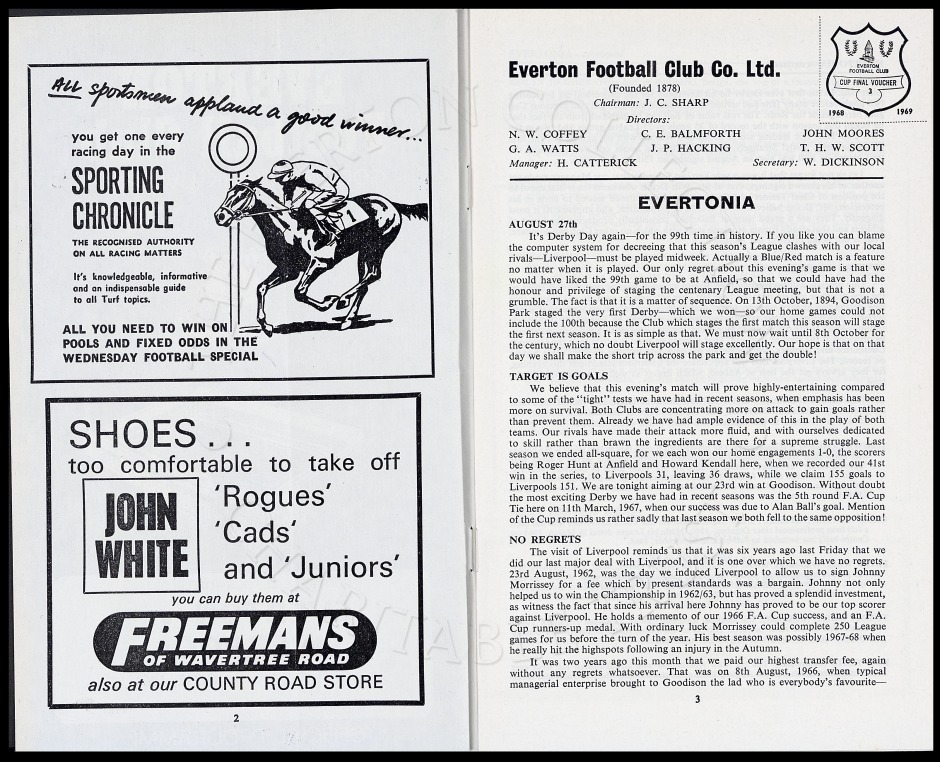 ALL sportsmen applaud a good winner...
you get one every
racing day in the
SPORTING
CHRONICLE
THE RECOGNISED AUTHORITY
ON ALL RACING MATTERS
It's knowledgeable, informative
and an indispensable guide
to all Turf topics.
ALL YOU NEED TO WIN ON
POOLS AND FIXED ODDS IN THE
WEDNESDAY FOOTBALL SPECIAL
1
SHOES ...
too comfortable to take off
JOHN
WHITE
'Rogues'
'Cads'
and 'Juniors'
you can buy them at
FREEMANS
OF WAVERTREE ROAD
also at our COUNTY ROAD STORE
2
EVERTON
FOOTBALL CLUB
CUP FINAL VOUCHER
3
1968 1969
Everton Football Club Co. Ltd.
(Founded 1878)
Chairman: J. C. SHARP
Directors:
N. W. COFFEY C. E. BALMFORTH JOHN MOORES
G. A. WATTS J. P. HACKING T. H. W. SCOTT
Manager: H. CATTERICK Secretary: W. DICKINSON
EVERTONIA
AUGUST 27th
It's Derby Day again—for the 99th time in history. If you like you can blame
the computer system for decreeing that this season's League clashes with our local
rivals—Liverpool—must be played midweek. Actually a Blue/Red match is a feature
no matter when it is played. Our only regret about this evening's game is that we
would have liked the 99th game to be at Anfield, so that we could have had the
honour and privilege of staging the centenary League meeting, but that is not a
grumble. The fact is that it is a matter of sequence. On 13th October, 1894, Goodison
Park staged the very first Derby—which we won—so our home games could not
include the 100th because the Club which stages the first match this season will stage
the first next season. It is as simple as that. We must now wait until 8th October for
the century, which no doubt Liverpool will stage excellently. Our hope is that on that
day we shall make the short trip across the park and get the double!
TARGET IS GOALS
We believe that this evening's match will prove highly-entertaining compared
to some of the "tight" tests we have had in recent seasons, when emphasis has been
more on survival. Both Clubs are concentrating more on attack to gain goals rather
than prevent them. Already we have had ample evidence of this in the play of both
teams. Our rivals have made their attack more fluid, and with ourselves dedicated
to skill rather than brawn the ingredients are there for a supreme struggle. Last
season we ended all-square, for we each won our home engagements 1-0, the scorers
being Roger Hunt at Anfield and Howard Kendall here, when we recorded our 41st
win in the series, to Liverpools 31, leaving 36 draws, while we claim 155 goals to
Liverpools 151. We are tonight aiming at our 23rd win at Goodison. Without doubt
the most exciting Derby we have had in recent seasons was the 5th round F.A. Cup
Tie here on 11th March, 1967, when our success was due to Alan Ball's goal. Mention
of the Cup reminds us rather sadly that last season we both fell to the same opposition!
NO REGRETS
The visit of Liverpool reminds us that it was six years ago last Friday that we
did our last major deal with Liverpool, and it is one over which we have no regrets.
23rd August, 1962, was the day we induced Liverpool to allow us to sign Johnny
Morrissey for a fee which by present standards was a bargain. Johnny not only
helped us to win the Championship in 1962/63, but has proved a splendid investment,
as witness the fact that since his arrival here Johnny has proved to be our top scorer
against Liverpool. He holds a memento of our 1966 F.A. Cup success, and an F.A.
Cup runners-up medal. With ordinary luck Morrissey could complete 250 League
games for us before the turn of the year. His best season was possibly 1967-68 when
he really hit the highspots following an injury in the Autumn.
It was two years ago this month that we paid our highest transfer fee, again
without any regrets whatsoever. That was on 8th August, 1966, when typical
managerial enterprise brought to Goodison the lad who is everybody's favourite—
3